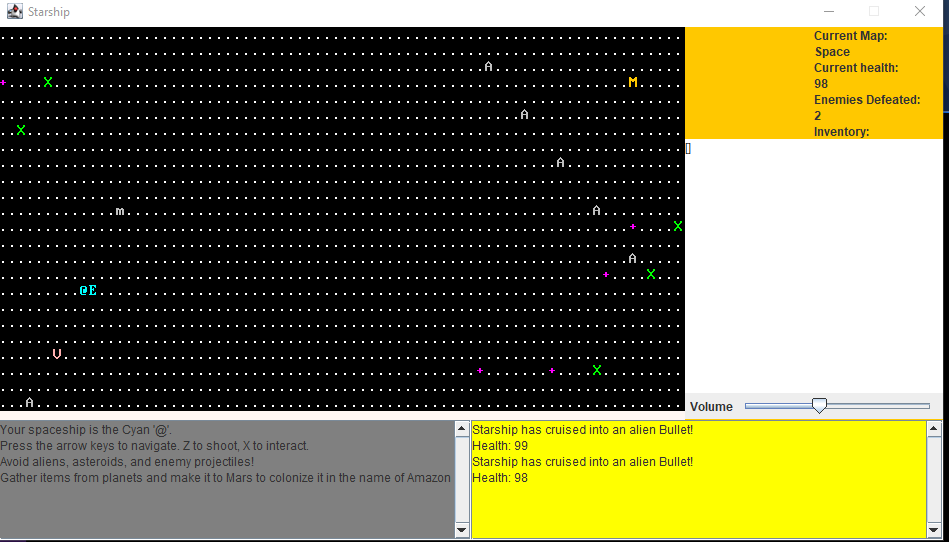 Starship
A
+ X M
A
X
A
m A
+ X
A
+ X
@E
V
+ + X
A
Current Map:
Space
Current health:
98
Enemies Defeated:
2
Inventory:
[]
Volume
Your spaceship is the Cyan '@'.
Press the arrow keys to navigate. Z to shoot, X to interact.
Avoid aliens, asteroids, and enemy projectiles!
Gather items from planets and make it to Mars to colonize it in the name of Amazon
Starship has cruised into an alien Bullet!
Health: 99
Starship has cruised into an alien Bullet!
Health: 98